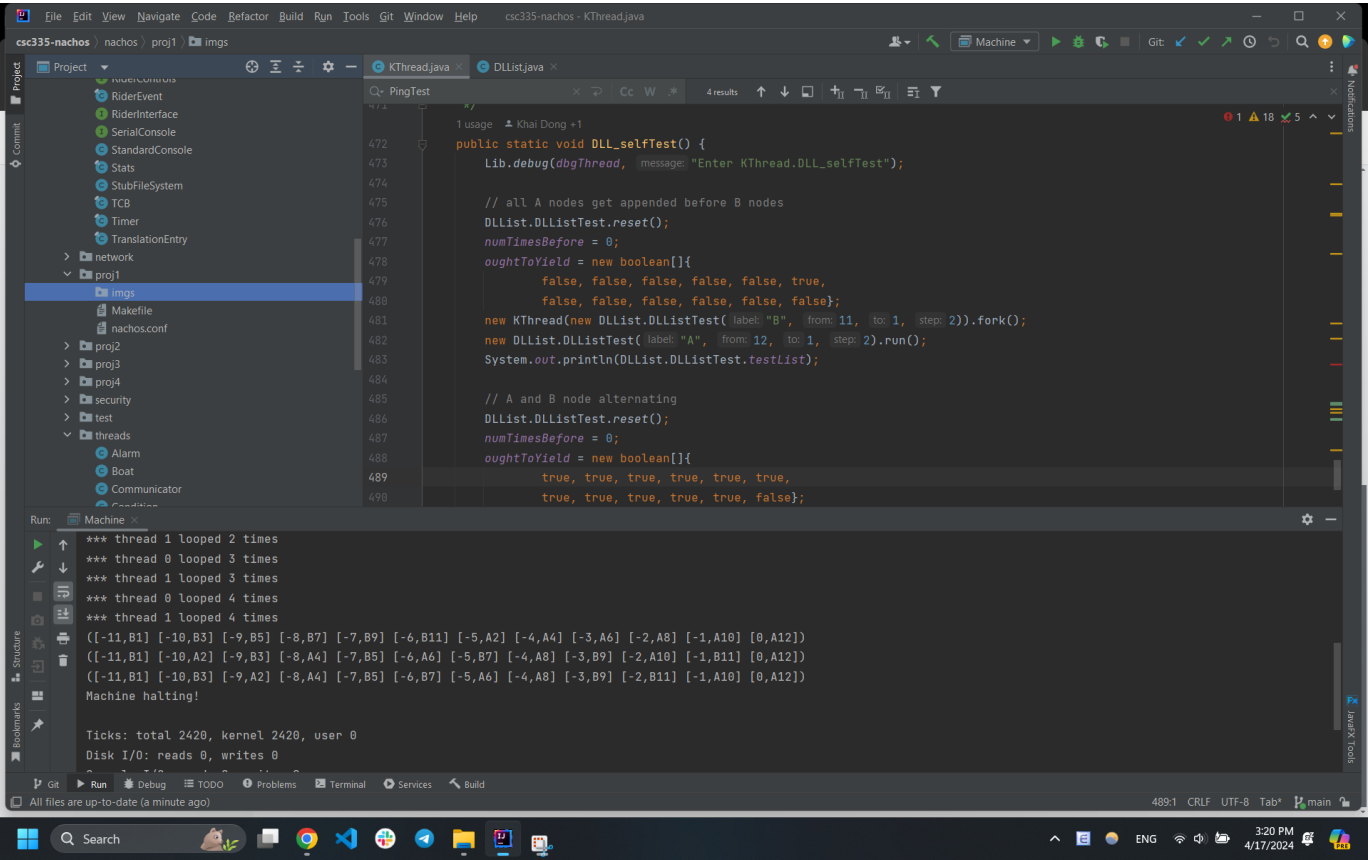 File Edit View Navigate Code Refactor Build Run Tools Git Window Help csc335-nachos - KThread.java
csc335-nachos nachos proj1 imgs Machine Git:
Project KThread.java DLList.java
PingTest Cc W .* 4 results
Project
Commit
Structure
Bookmarks
RiderControls
RiderEvent
RiderInterface
SerialConsole
StandardConsole
Stats
StubFileSystem
TCB
Timer
TranslationEntry
network
proj1
imgs
Makefile
nachos.conf
proj2
proj3
proj4
security
test
threads
Alarm
Boat
Communicator
Condition
471 */
1 usage Khai Dong +1
1 18 5
472 public static void DLL_selfTest() {
473 Lib.debug(dbgThread, message: "Enter KThread.DLL_selfTest");
474
475 // all A nodes get appended before B nodes
476 DLList.DLListTest.reset();
477 numTimesBefore = 0;
478 oughtToYield = new boolean[]{
479 false, false, false, false, false, true,
480 false, false, false, false, false, false};
481 new KThread(new DLList.DLListTest( label: "B", from: 11, to: 1, step: 2)).fork();
482 new DLList.DLListTest( label: "A", from: 12, to: 1, step: 2).run();
483 System.out.println(DLList.DLListTest.testList);
484
485 // A and B node alternating
486 DLList.DLListTest.reset();
487 numTimesBefore = 0;
488 oughtToYield = new boolean[]{
489 true, true, true, true, true, true,
490 true, true, true, true, true, false};
Notifications
JavaFX Tools
Run: Machine
*** thread 1 looped 2 times
*** thread 0 looped 3 times
*** thread 1 looped 3 times
*** thread 0 looped 4 times
*** thread 1 looped 4 times
([-11,B1] [-10,B3] [-9,B5] [-8,B7] [-7,B9] [-6,B11] [-5,A2] [-4,A4] [-3,A6] [-2,A8] [-1,A10] [0,A12])
([-11,B1] [-10,A2] [-9,B3] [-8,A4] [-7,B5] [-6,A6] [-5,B7] [-4,A8] [-3,B9] [-2,A10] [-1,B11] [0,A12])
([-11,B1] [-10,B3] [-9,A2] [-8,A4] [-7,B5] [-6,B7] [-5,A6] [-4,A8] [-3,B9] [-2,B11] [-1,A10] [0,A12])
Machine halting!
Ticks: total 2420, kernel 2420, user 0
Disk I/O: reads 0, writes 0
Git Run Debug TODO Problems Terminal Services Build
All files are up-to-date (a minute ago) 489:1 CRLF UTF-8 Tab* main
Search ENG 3:20 PM
4/17/2024
PRE